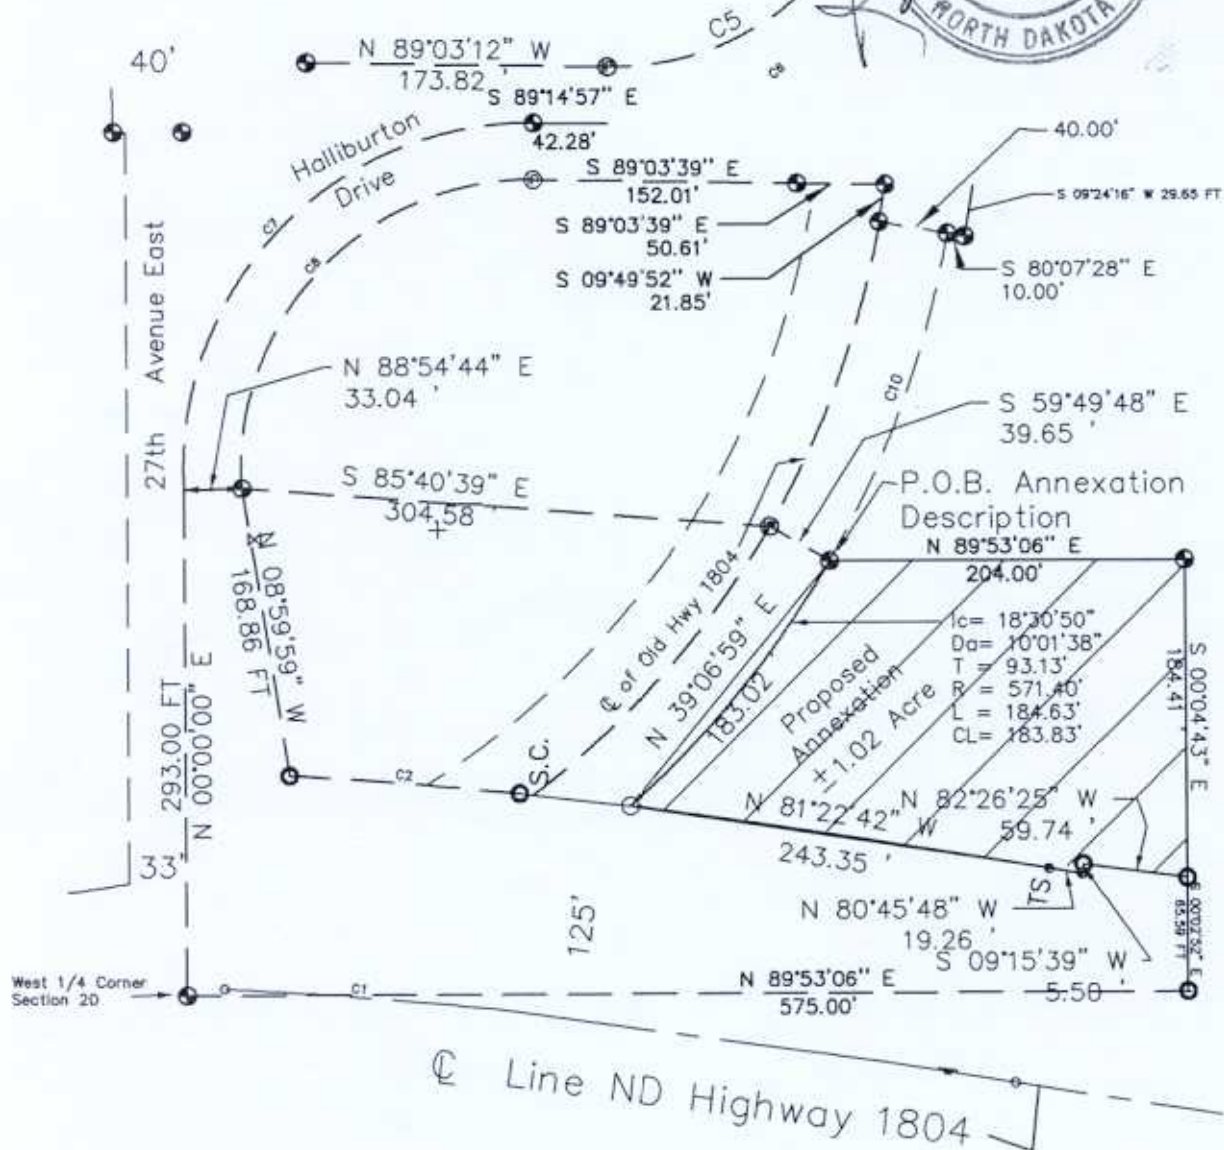 NORTH DAKOTA
C5
40'
N 89°03'12" W
173.82 '
S 89°14'57" E
42.28'
Halliburton
Drive
40.00'
S 89°03'39" E
152.01'
S 09°24'16" W 29.65 FT
S 89°03'39" E
50.61'
S 09°49'52" W
21.85'
S 80°07'28" E
10.00'
C7
C8
27th Avenue East
N 88°54'44" E
33.04 '
C10
S 59°49'48" E
39.65 '
S 85°40'39" E
304.58 '
P.O.B. Annexation
Description
N 89°53'06" E
204.00'
N 08°59'59" W
168.86 FT
℄ of Old Hwy 1804
N 39°06'59" E
183.02 '
Ic= 18°30'50"
Da= 10°01'38"
T = 93.13'
R = 571.40'
L = 184.63'
CL= 183.83'
Proposed
Annexation
±1.02 Acre
S 00°04'43" E
184.41 '
293.00 FT
N 00°00'00" E
C2
S.C.
N 81°22'42" W
243.35 '
N 82°26'25" W
59.74 '
33'
TS
N 80°45'48" W
19.26 '
S 09°15'39" W
5.50 '
S 00°02'52" E
65.59 FT
125'
West 1/4 Corner
Section 20
C1
N 89°53'06" E
575.00'
℄ Line ND Highway 1804